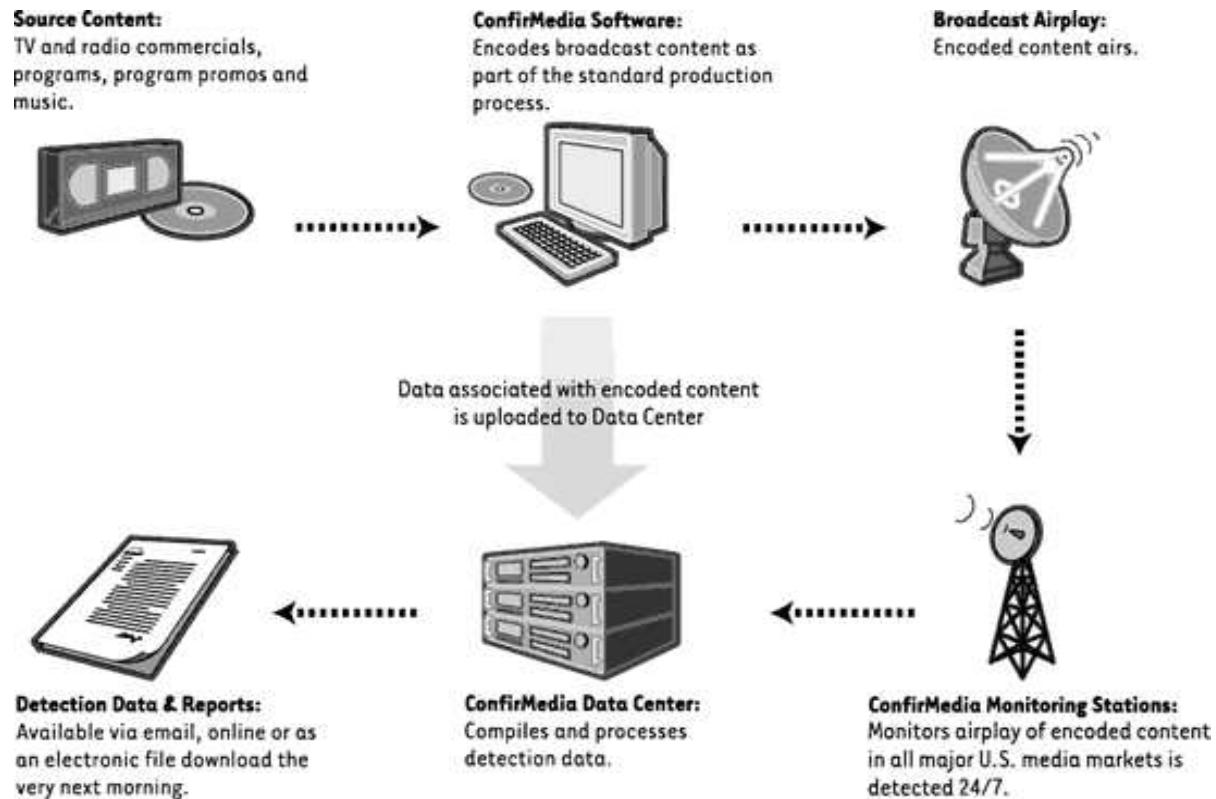 Source Content:
TV and radio commercials,
programs, program promos and
music.
ConfirMedia Software:
Encodes broadcast content as
part of the standard production
process.
Broadcast Airplay:
Encoded content airs.
Data associated with encoded content
is uploaded to Data Center
Detection Data & Reports:
Available via email, online or as
an electronic file download the
very next morning.
ConfirMedia Data Center:
Compiles and processes
detection data.
ConfirMedia Monitoring Stations:
Monitors airplay of encoded content
in all major U.S. media markets is
detected 24/7.